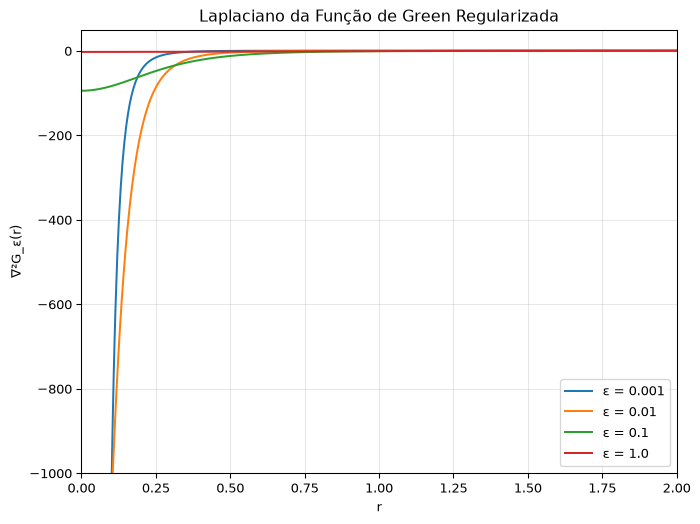 Laplaciano da Função de Green Regularizada
∇²G_ε(r)
0
−200
−400
−600
−800
−1000
0.00 0.25 0.50 0.75 1.00 1.25 1.50 1.75 2.00
r
ε = 0.001
ε = 0.01
ε = 0.1
ε = 1.0